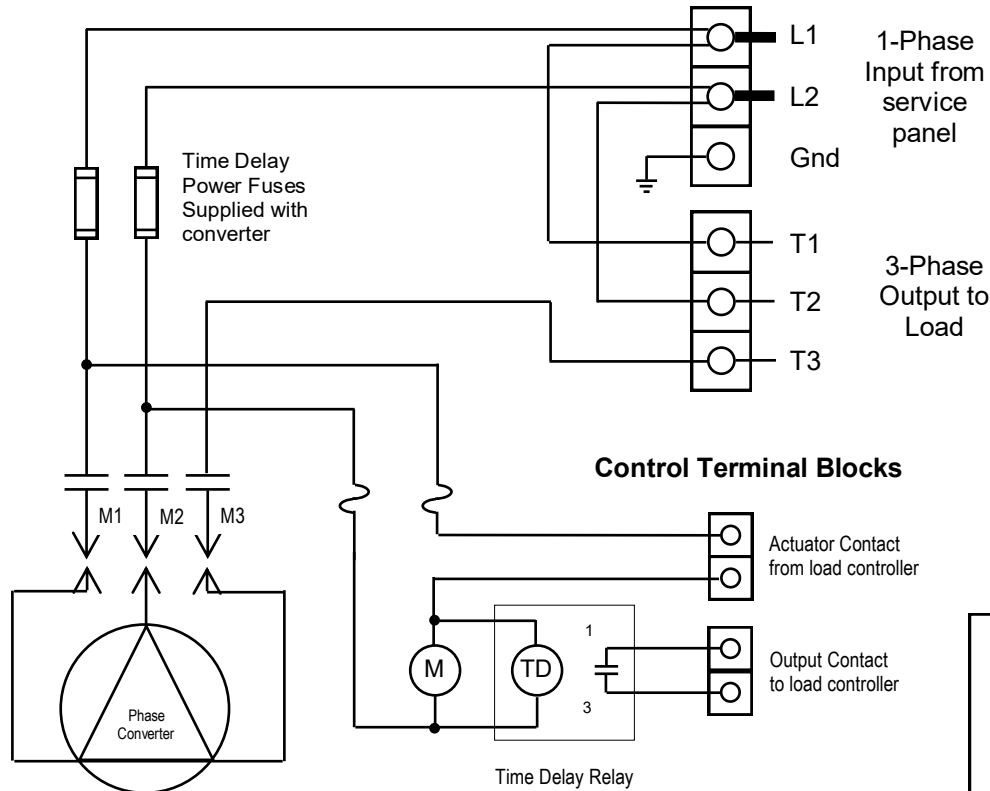 L1
1-Phase
Input from
service
panel
L2
Gnd
Time Delay
Power Fuses
Supplied with
converter
T1
3-Phase
Output to
Load
T2
T3
Control Terminal Blocks
M1
M2
M3
Actuator Contact
from load controller
1
M
TD
Output Contact
to load controller
3
Phase
Converter
Time Delay Relay